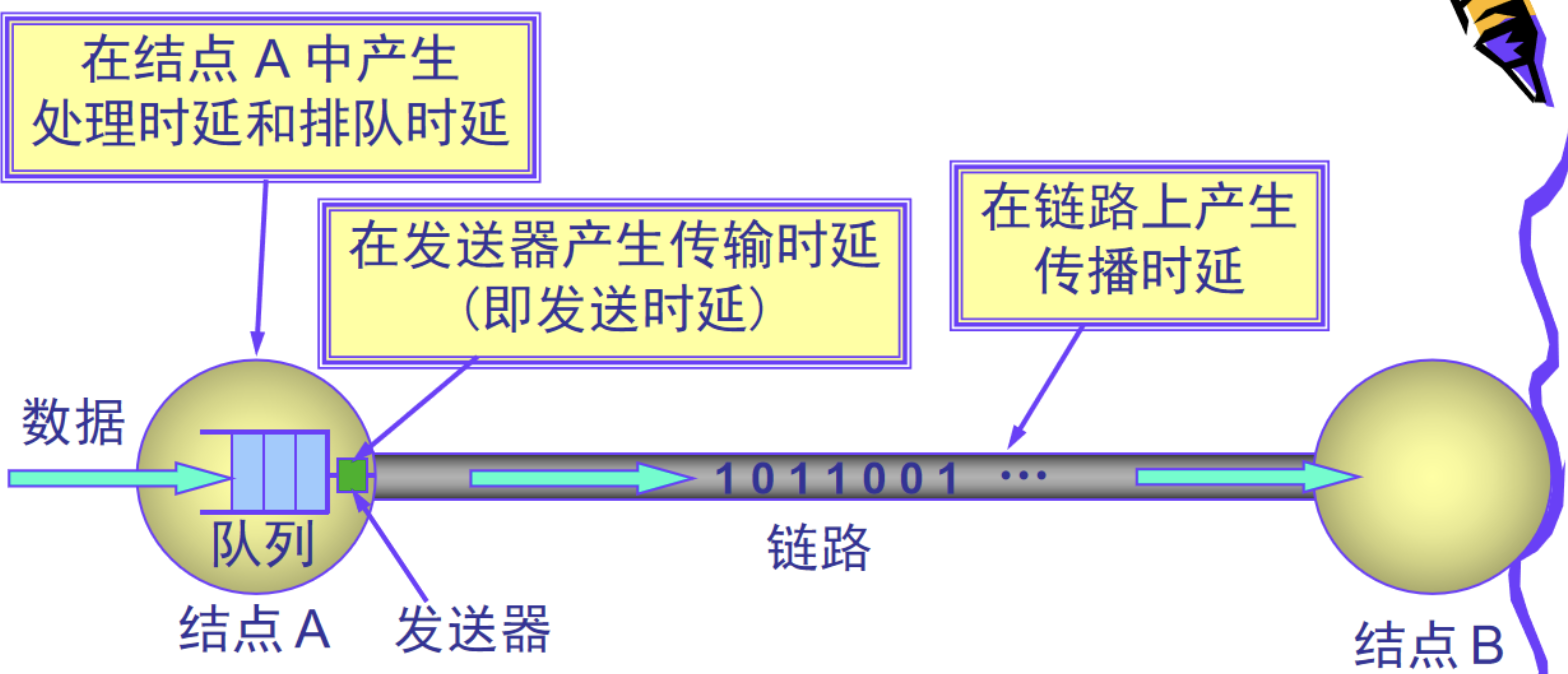 在结点 A 中产生
处理时延和排队时延
在发送器产生传输时延
(即发送时延)
在链路上产生
传播时延
数据
1 0 1 1 0 0 1 …
队列
链路
结点 A
发送器
结点 B